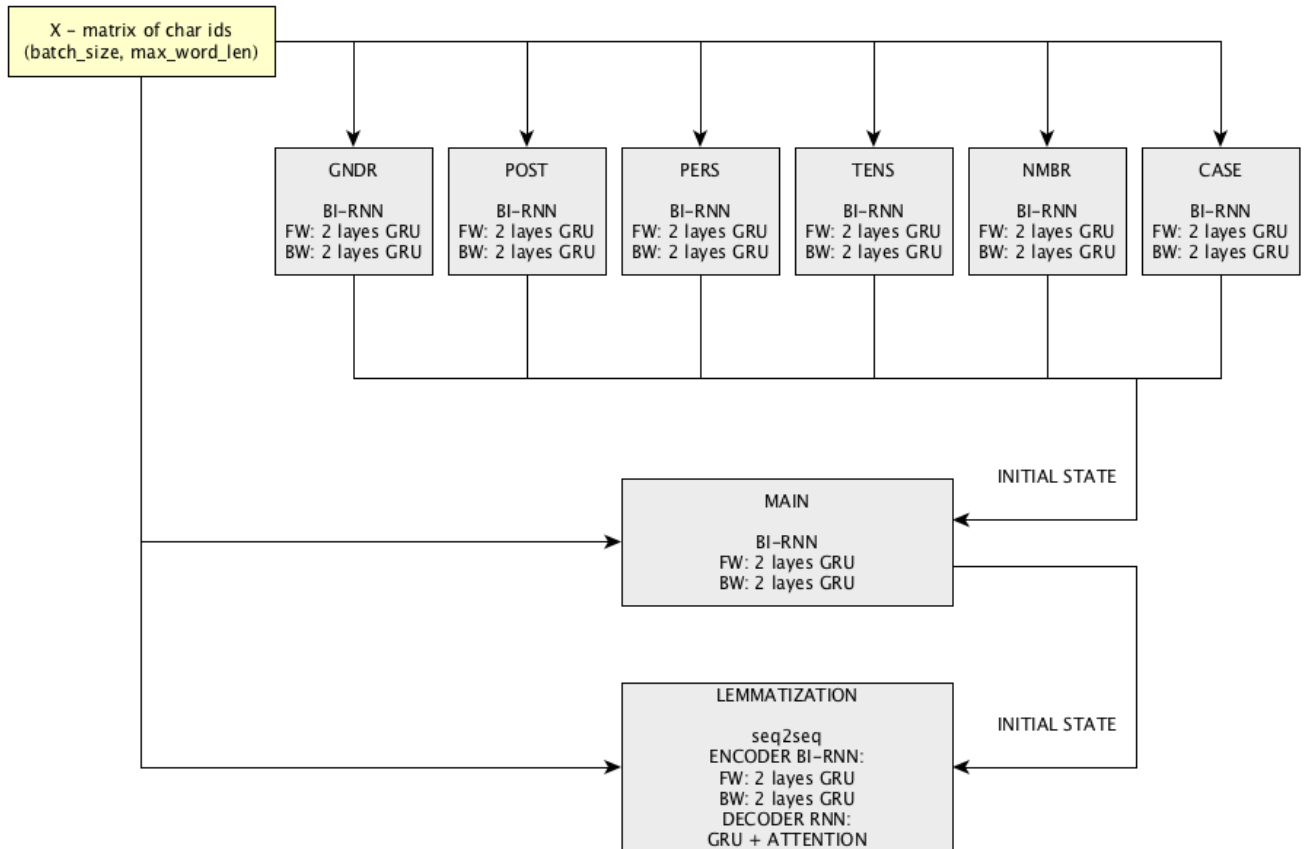 X - matrix of char ids
(batch_size, max_word_len)
GNDR
BI-RNN
FW: 2 layes GRU
BW: 2 layes GRU
POST
BI-RNN
FW: 2 layes GRU
BW: 2 layes GRU
PERS
BI-RNN
FW: 2 layes GRU
BW: 2 layes GRU
TENS
BI-RNN
FW: 2 layes GRU
BW: 2 layes GRU
NMBR
BI-RNN
FW: 2 layes GRU
BW: 2 layes GRU
CASE
BI-RNN
FW: 2 layes GRU
BW: 2 layes GRU
INITIAL STATE
MAIN
BI-RNN
FW: 2 layes GRU
BW: 2 layes GRU
INITIAL STATE
LEMMATIZATION
seq2seq
ENCODER BI-RNN:
FW: 2 layes GRU
BW: 2 layes GRU
DECODER RNN:
GRU + ATTENTION